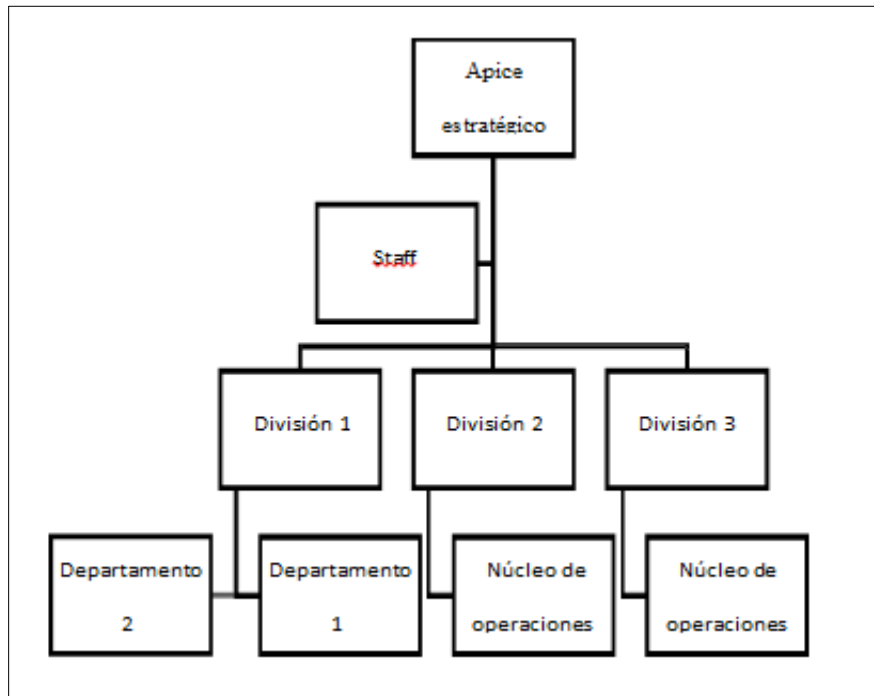 Apice
estratégico
Staff
División 1
División 2
División 3
Departamento
2
Departamento
1
Núcleo de
operaciones
Núcleo de
operaciones